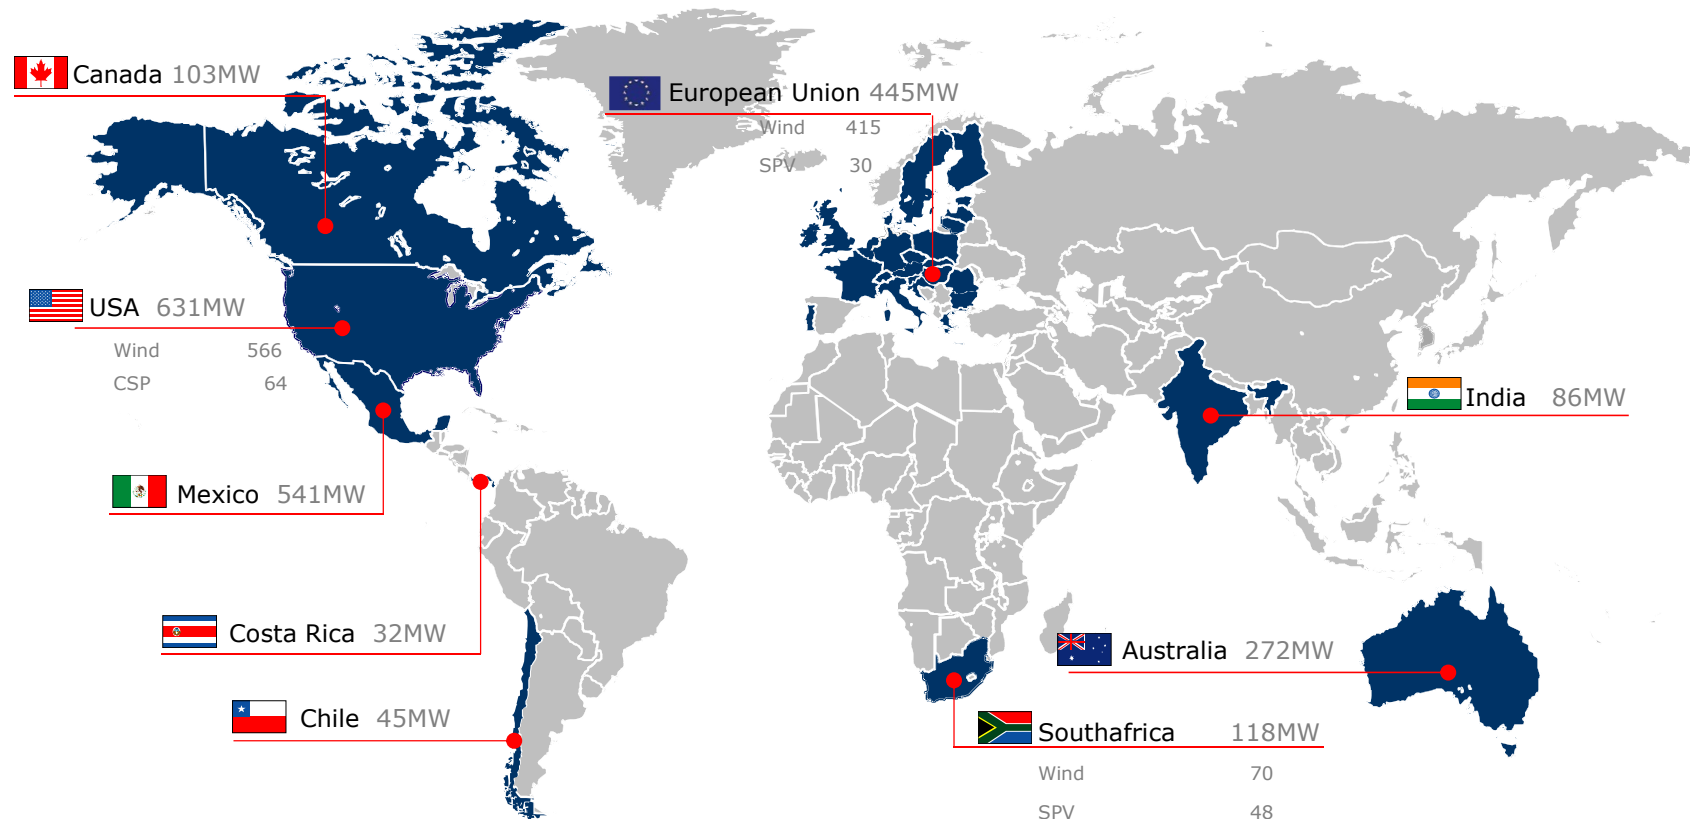 Canada 103MW
European Union 445MW
Wind 415
SPV 30
USA 631MW
Wind 566
CSP 64
India 86MW
Mexico 541MW
Costa Rica 32MW
Australia 272MW
Chile 45MW
Southafrica 118MW
Wind 70
SPV 48